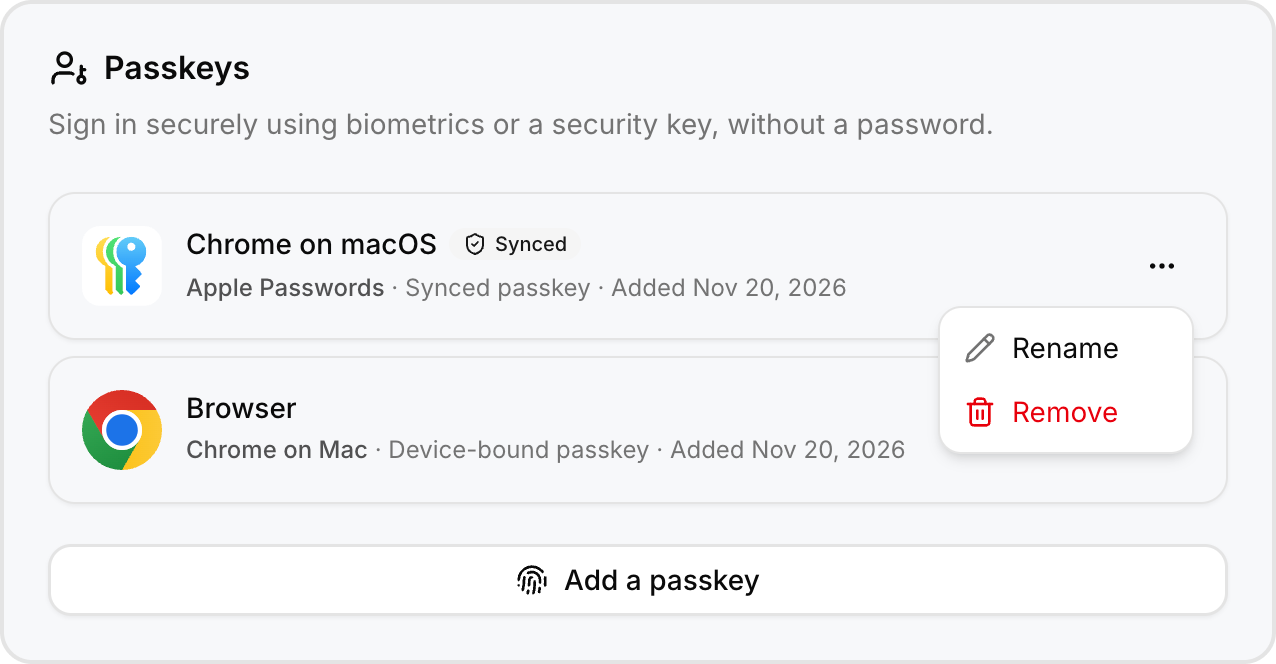 Passkeys
Sign in securely using biometrics or a security key, without a password.
Chrome on macOS Synced
Apple Passwords · Synced passkey · Added Nov 20, 2026
Rename
Remove
Browser
Chrome on Mac · Device-bound passkey · Added Nov 20, 2026
Add a passkey